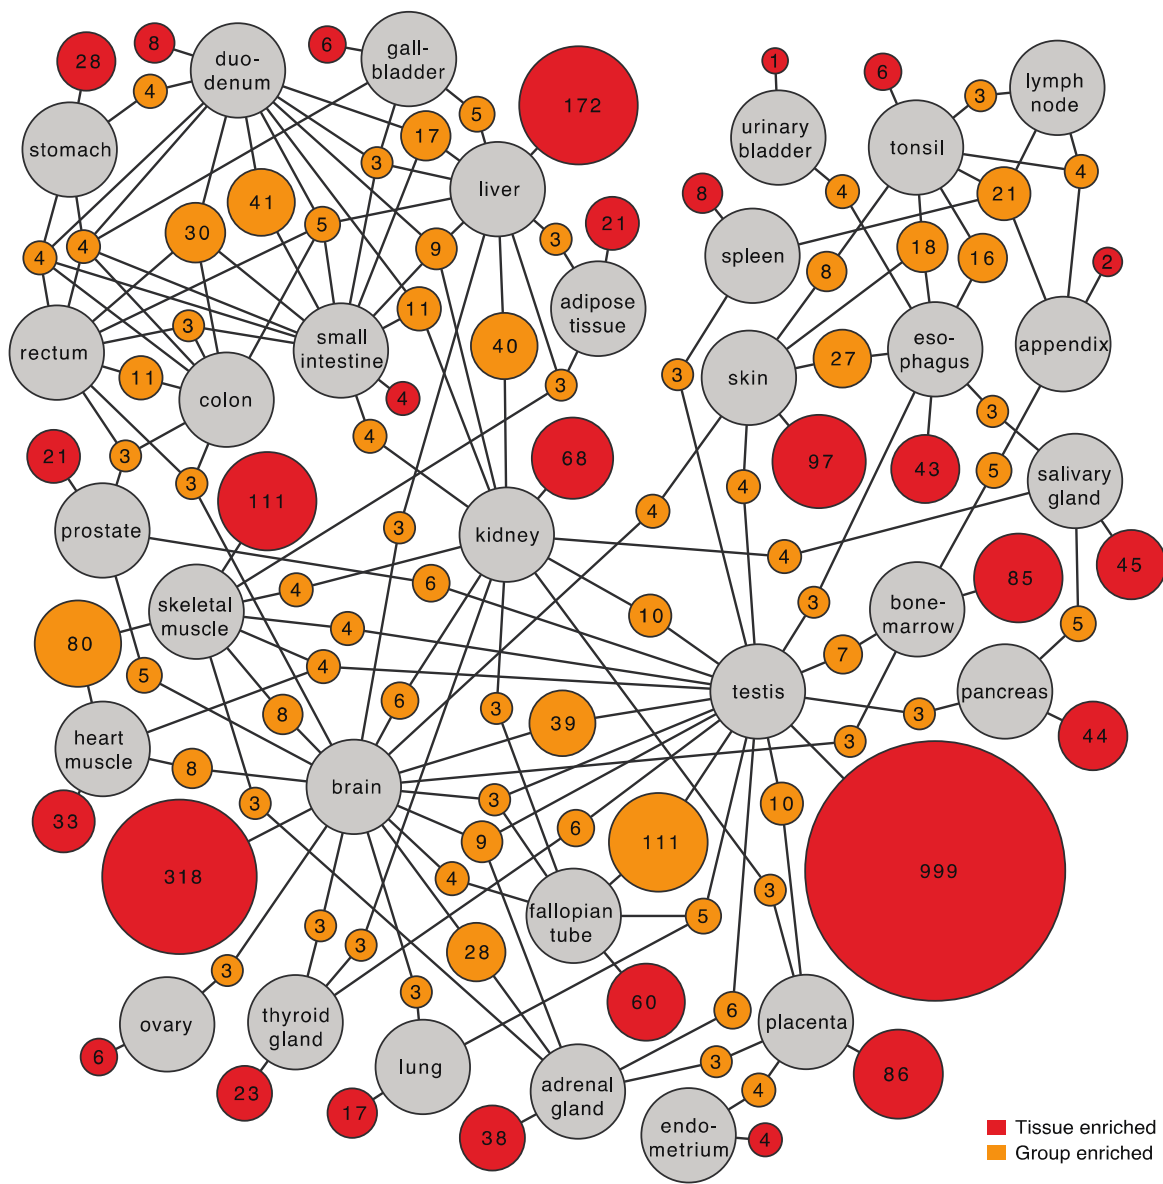 28
8
duo-
denum
6
gall-
bladder
172
1
6
lymph
node
4
stomach
17
5
3
urinary
bladder
tonsil
3
4
liver
41
30
5
9
3
21
adipose
tissue
8
spleen
4
21
18
16
8
2
4
4
rectum
3
11
colon
small
intestine
11
40
3
4
4
3
skin
27
eso-
phagus
appendix
3
5
salivary
gland
21
3
3
111
68
97
43
4
4
prostate
3
kidney
4
45
skeletal
muscle
4
6
10
3
bone-
marrow
85
5
80
4
4
7
5
8
6
3
39
testis
3
3
pancreas
44
heart
muscle
8
brain
33
3
318
3
9
6
111
10
999
4
3
fallopian
tube
5
28
3
3
3
3
ovary
thyroid
gland
60
6
placenta
6
23
17
lung
38
adrenal
gland
3
4
86
endo-
metrium
4
Tissue enriched
Group enriched